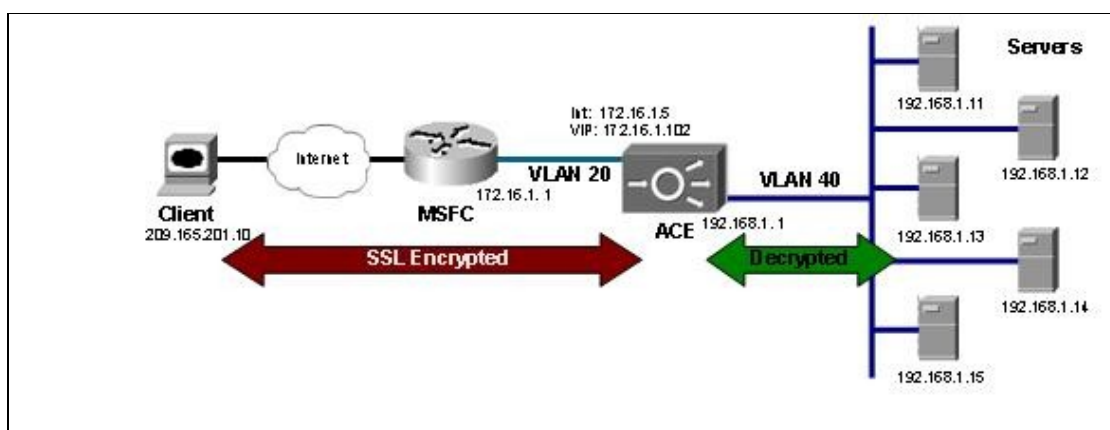 Servers
192.168.1.11
Int: 172.16.1.5
VIP: 172.16.1.102
Internet
VLAN 20
VLAN 40
192.168.1.12
172.16.1. 1
Client
209.165.201.10
MSFC
ACE
192.168.1. 1
192.168.1.13
SSL Encrypted
Decrypted
192.168.1.14
192.168.1.15